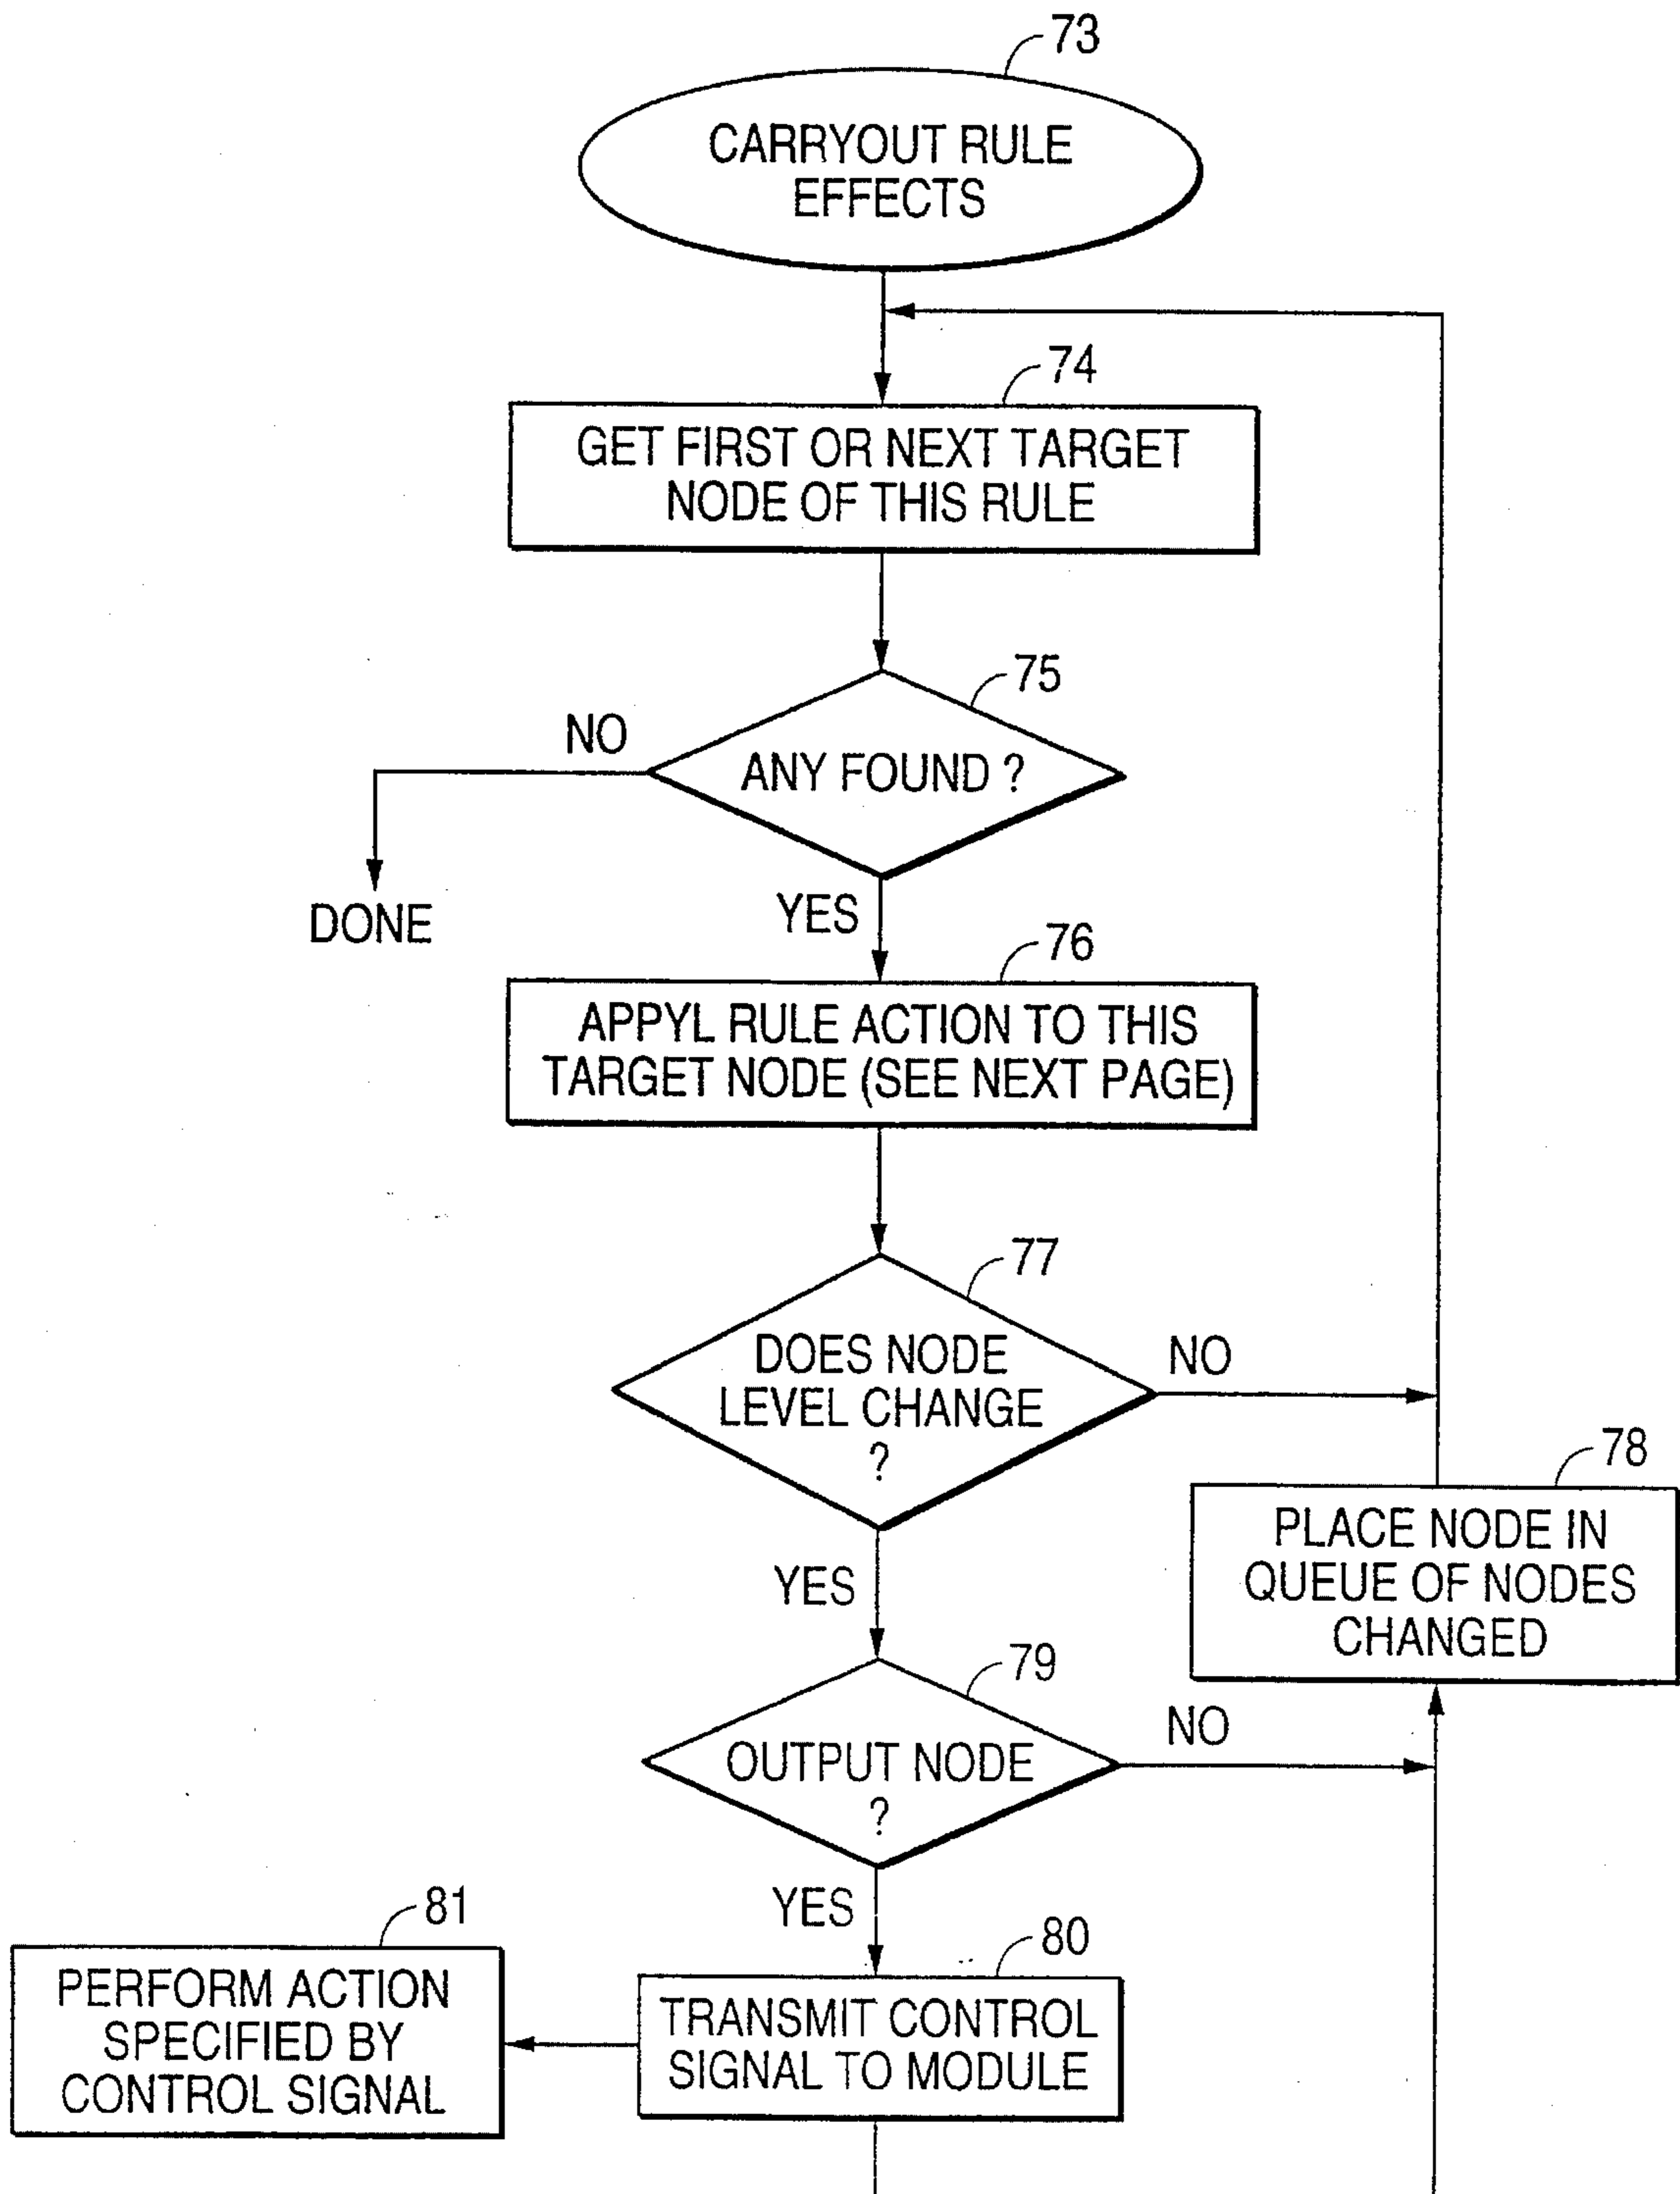 73
CARRYOUT RULE
EFFECTS
74
GET FIRST OR NEXT TARGET
NODE OF THIS RULE
75
NO
ANY FOUND ?
DONE
YES
76
APPYL RULE ACTION TO THIS
TARGET NODE (SEE NEXT PAGE)
77
DOES NODE
LEVEL CHANGE
?
NO
78
PLACE NODE IN
QUEUE OF NODES
CHANGED
YES
79
OUTPUT NODE
?
NO
YES
81
PERFORM ACTION
SPECIFIED BY
CONTROL SIGNAL
80
TRANSMIT CONTROL
SIGNAL TO MODULE